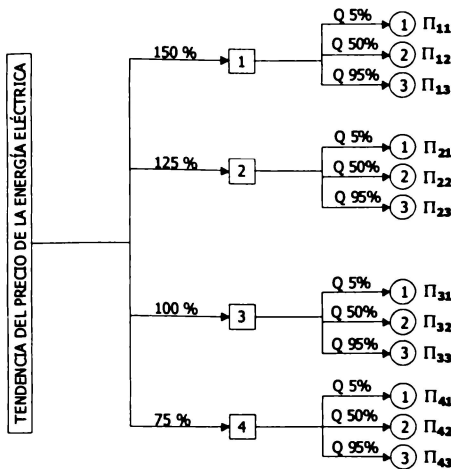 TENDENCIA DEL PRECIO DE LA ENERGÍA ELÉCTRICA
150 %
1
Q 5%
1
Π11
Q 50%
2
Π12
Q 95%
3
Π13
125 %
2
Q 5%
1
Π21
Q 50%
2
Π22
Q 95%
3
Π23
100 %
3
Q 5%
1
Π31
Q 50%
2
Π32
Q 95%
3
Π33
75 %
4
Q 5%
1
Π41
Q 50%
2
Π42
Q 95%
3
Π43